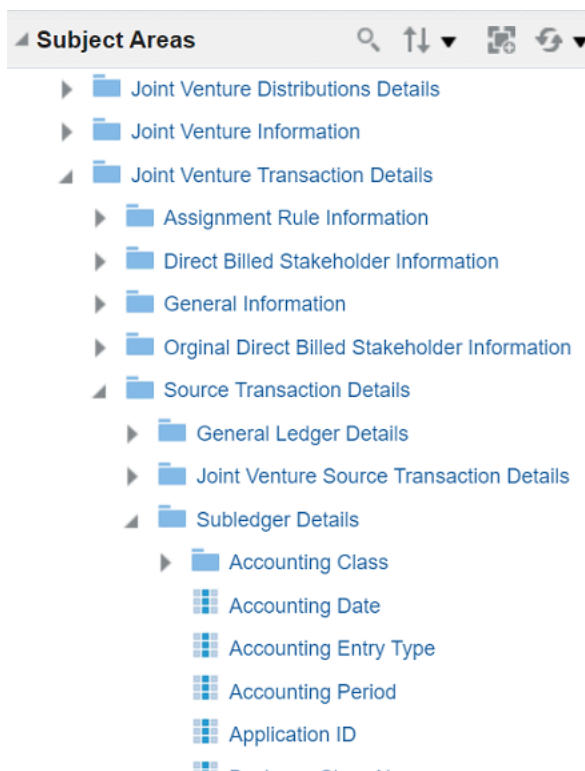 Subject Areas
Joint Venture Distributions Details
Joint Venture Information
Joint Venture Transaction Details
Assignment Rule Information
Direct Billed Stakeholder Information
General Information
Orginal Direct Billed Stakeholder Information
Source Transaction Details
General Ledger Details
Joint Venture Source Transaction Details
Subledger Details
Accounting Class
Accounting Date
Accounting Entry Type
Accounting Period
Application ID